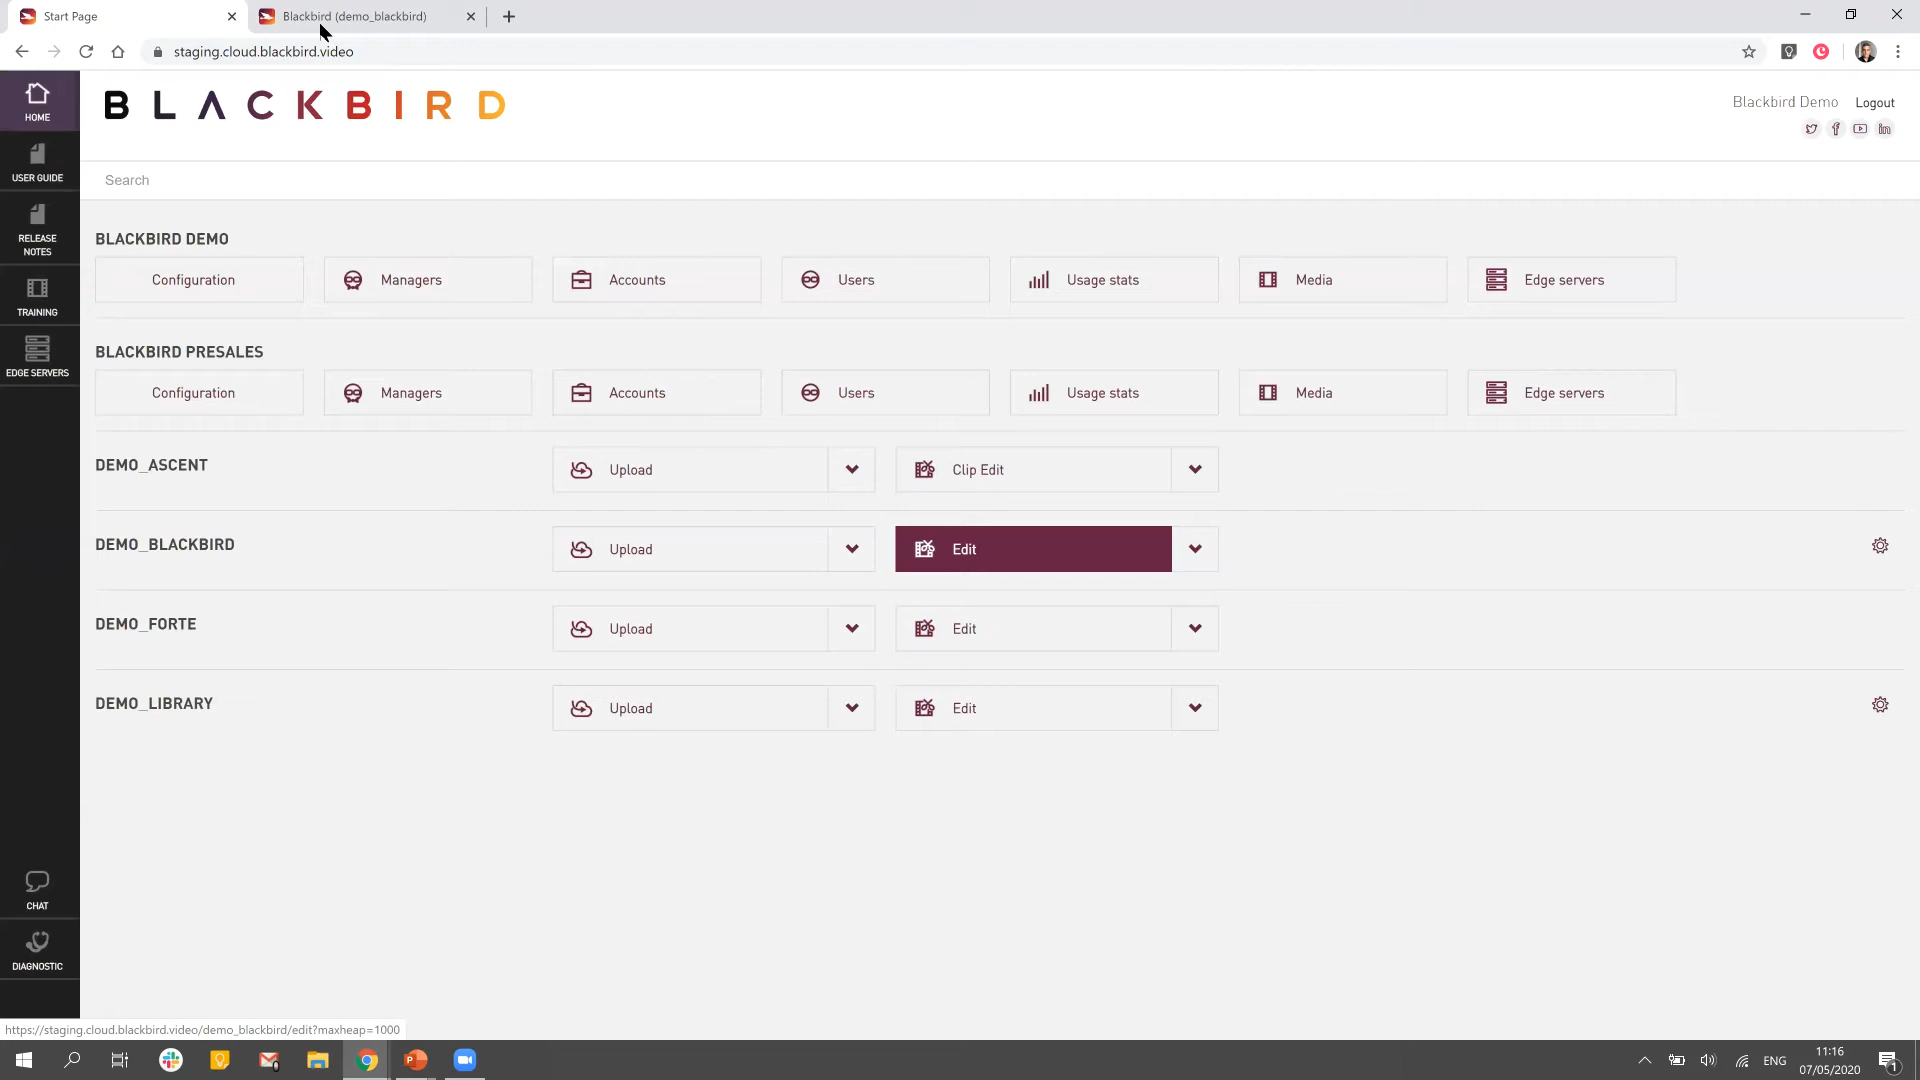 Start Page
Blackbird (demo_blackbird)
staging.cloud.blackbird.video
HOME
BLACKBIRD
Blackbird Demo Logout
USER GUIDE
Search
RELEASE
NOTES
BLACKBIRD DEMO
Configuration Managers Accounts Users Usage stats Media Edge servers
TRAINING
BLACKBIRD PRESALES
EDGE SERVERS
Configuration Managers Accounts Users Usage stats Media Edge servers
DEMO_ASCENT Upload Clip Edit
DEMO_BLACKBIRD Upload Edit
DEMO_FORTE Upload Edit
DEMO_LIBRARY Upload Edit
CHAT
DIAGNOSTIC
https://staging.cloud.blackbird.video/demo_blackbird/edit?maxheap=1000
ENG
11:16
07/05/2020
1